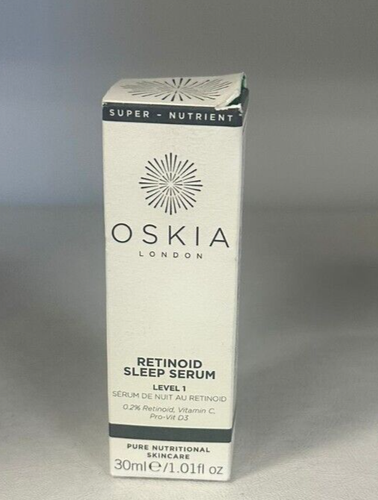 SUPER - NUTRIENT
OSKIA
LONDON
RETINOID
SLEEP SERUM
LEVEL 1
SÉRUM DE NUIT AU RETINOID
0.2% Retinoid, Vitamin C,
Pro-Vit D3
PURE NUTRITIONAL
SKINCARE
30ml℮/1.01fl oz